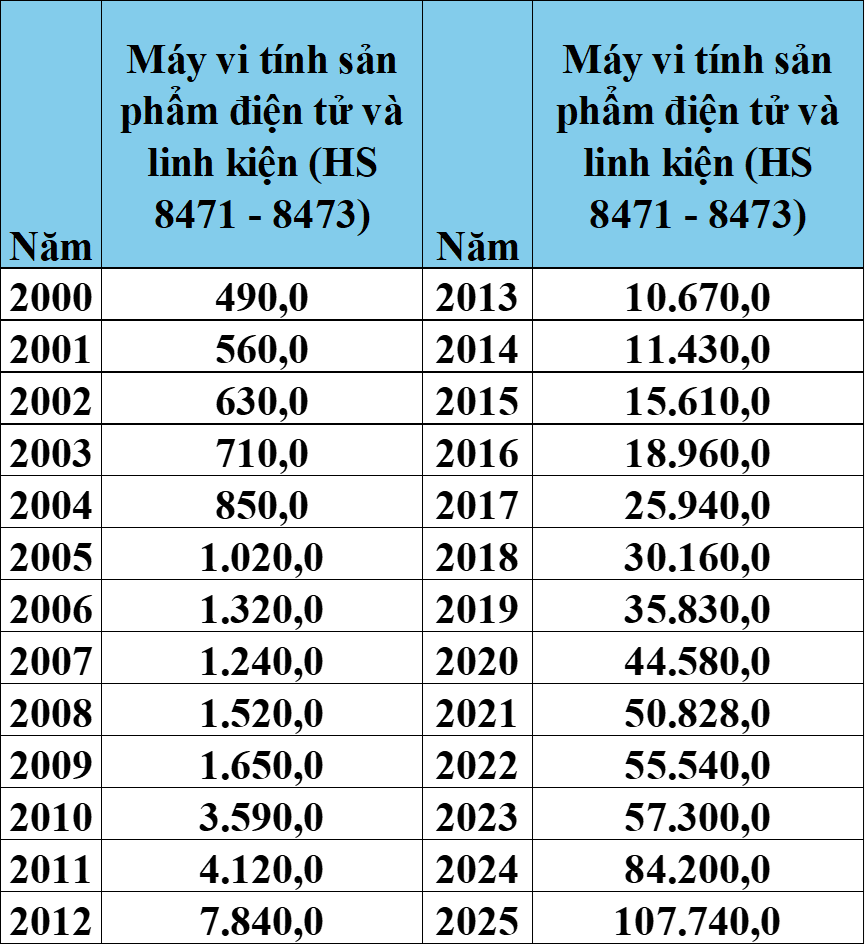 Năm Máy vi tính sản phẩm điện tử và linh kiện (HS 8471 - 8473) Năm Máy vi tính sản phẩm điện tử và linh kiện (HS 8471 - 8473)
2000 490,0 2013 10.670,0
2001 560,0 2014 11.430,0
2002 630,0 2015 15.610,0
2003 710,0 2016 18.960,0
2004 850,0 2017 25.940,0
2005 1.020,0 2018 30.160,0
2006 1.320,0 2019 35.830,0
2007 1.240,0 2020 44.580,0
2008 1.520,0 2021 50.828,0
2009 1.650,0 2022 55.540,0
2010 3.590,0 2023 57.300,0
2011 4.120,0 2024 84.200,0
2012 7.840,0 2025 107.740,0